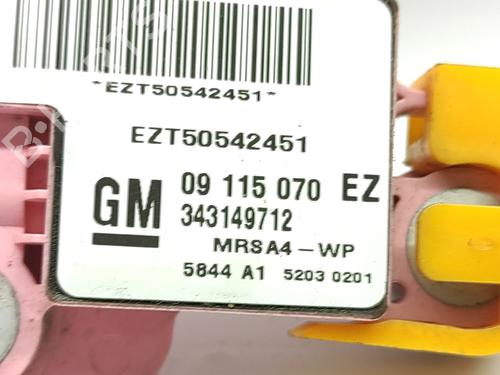 *EZT50542451*
EZT50542451
GM 09 115 070 EZ
343149712
MRSA4-WP
5844 A1 5203 0201